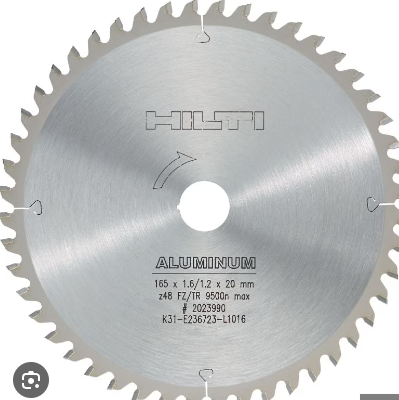 HILTI
ALUMINUM
165 x 1.6/1.2 x 20 mm
z48 FZ/TR 9500n max
# 2023990
K31-E236723-L1016